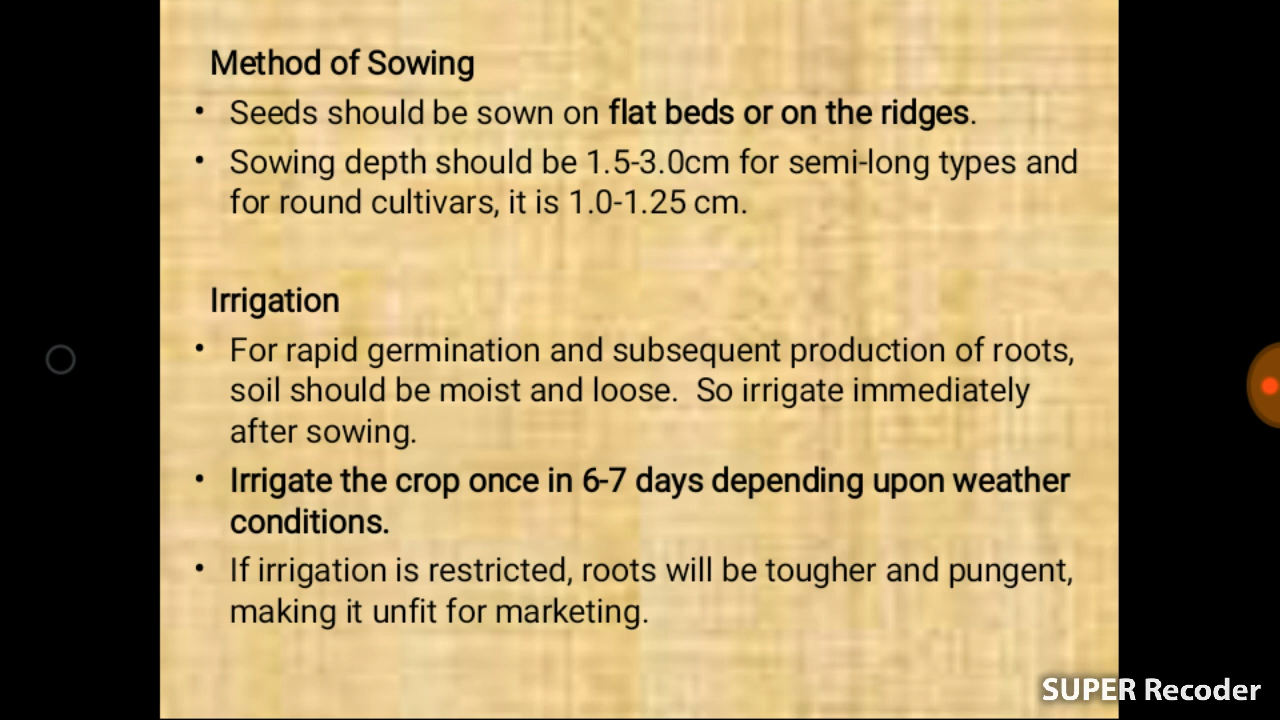 Method of Sowing
• Seeds should be sown on flat beds or on the ridges.
• Sowing depth should be 1.5-3.0cm for semi-long types and
for round cultivars, it is 1.0-1.25 cm.
Irrigation
• For rapid germination and subsequent production of roots,
soil should be moist and loose.  So irrigate immediately
after sowing.
• Irrigate the crop once in 6-7 days depending upon weather
conditions.
• If irrigation is restricted, roots will be tougher and pungent,
making it unfit for marketing.
SUPER Recoder